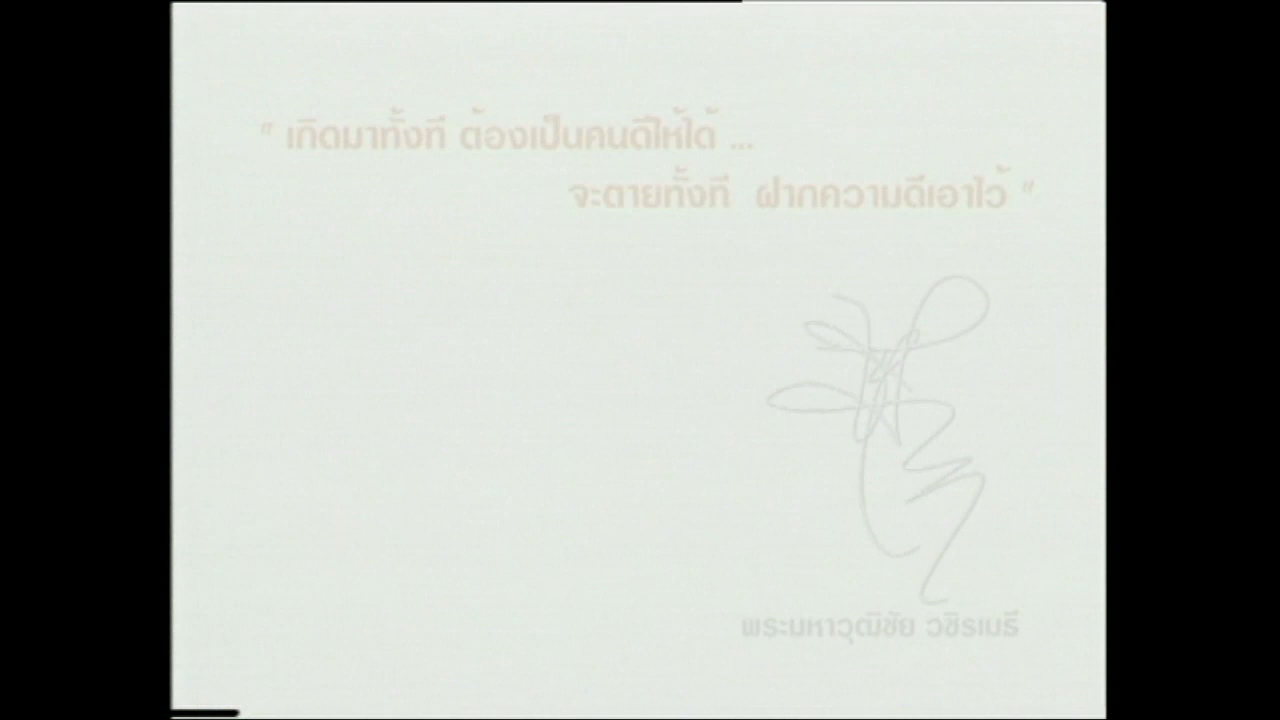 " เกิดมาทั้งที ต้องเป็นคนดีให้ได้ ...
จะตายทั้งที ฝากความดีเอาไว้ "
พระมหาวุฒิชัย วชิรเมธี